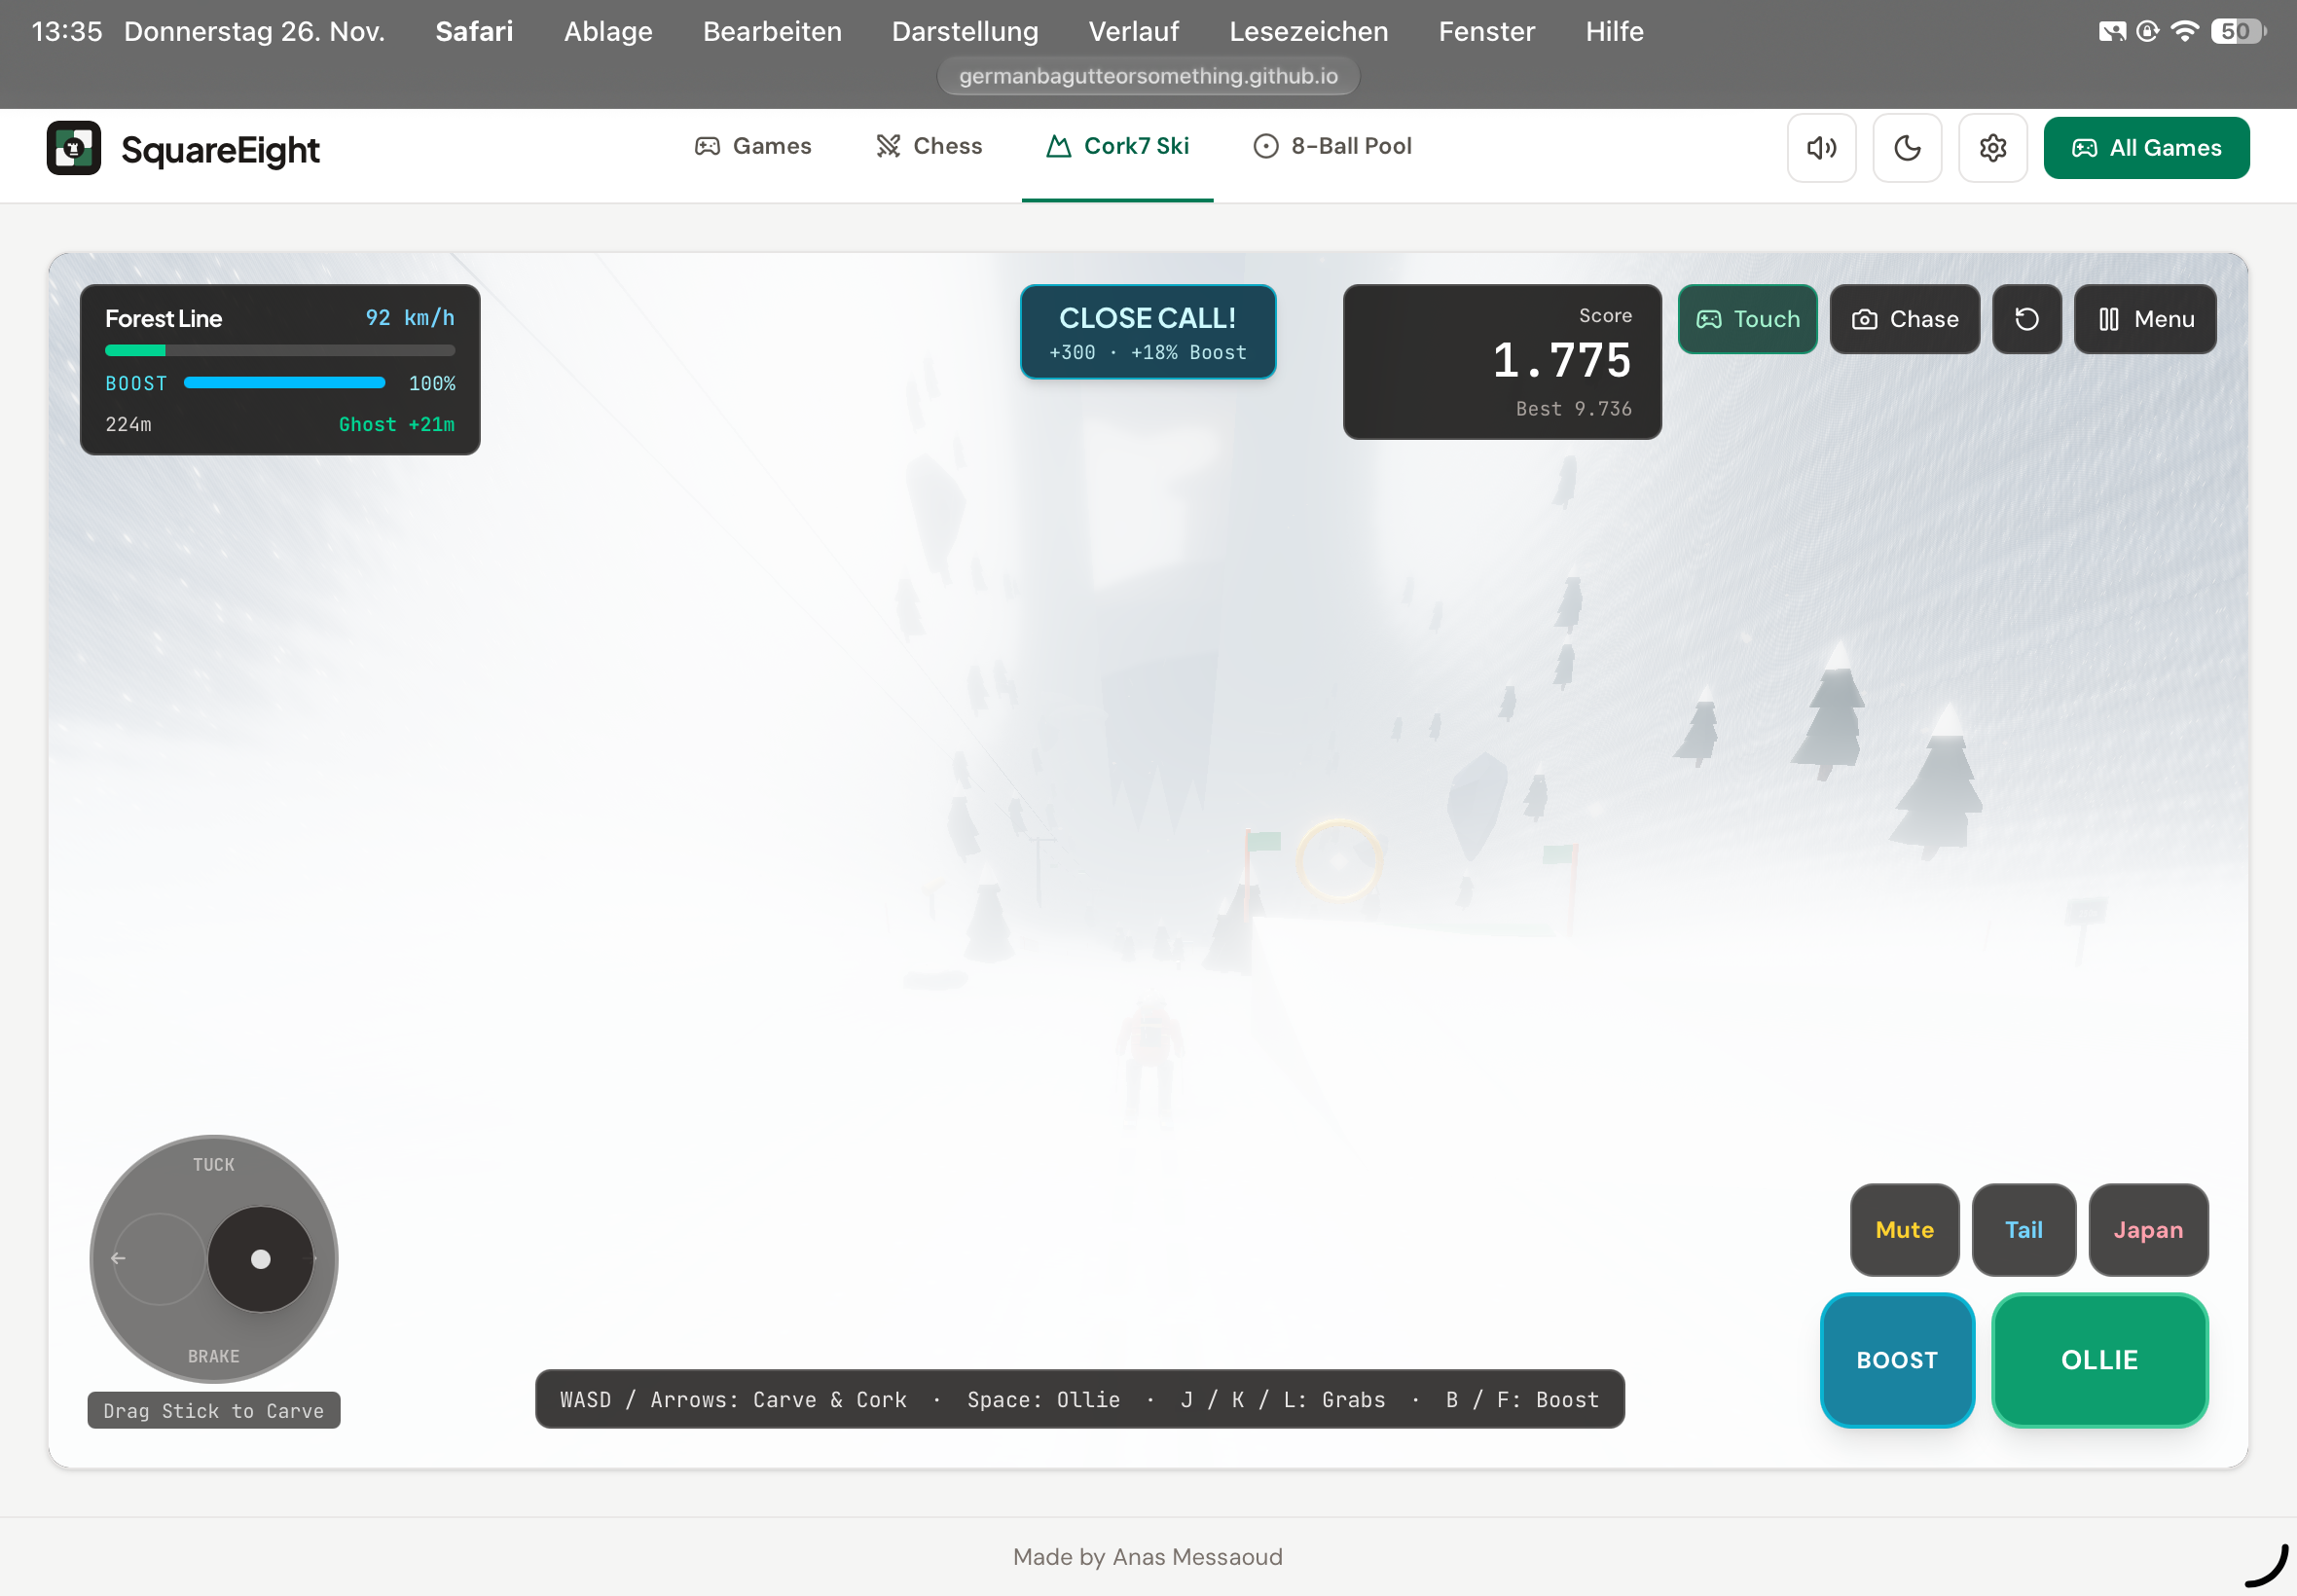 13:35 Donnerstag 26. Nov. Safari Ablage Bearbeiten Darstellung Verlauf Lesezeichen Fenster Hilfe 50
germanbagutteorsomething.github.io
SquareEight Games Chess Cork7 Ski 8-Ball Pool All Games
Forest Line 92 km/h
BOOST 100%
224m Ghost +21m
CLOSE CALL!
+300 · +18% Boost
Score
1.775
Best 9.736
Touch Chase Menu
TUCK
←
BRAKE
Drag Stick to Carve
WASD / Arrows: Carve & Cork · Space: Ollie · J / K / L: Grabs · B / F: Boost
Mute Tail Japan
BOOST OLLIE
Made by Anas Messaoud